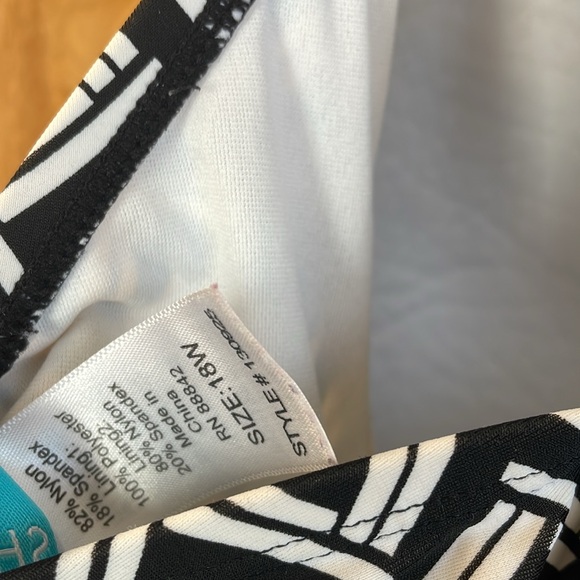 82% Nylon
18% Spandex
Lining1:
100% Polyester
Lining2:
80% Nylon
20% Spandex
Made in
China
RN 88842
SIZE: 18W
STYLE # 130925